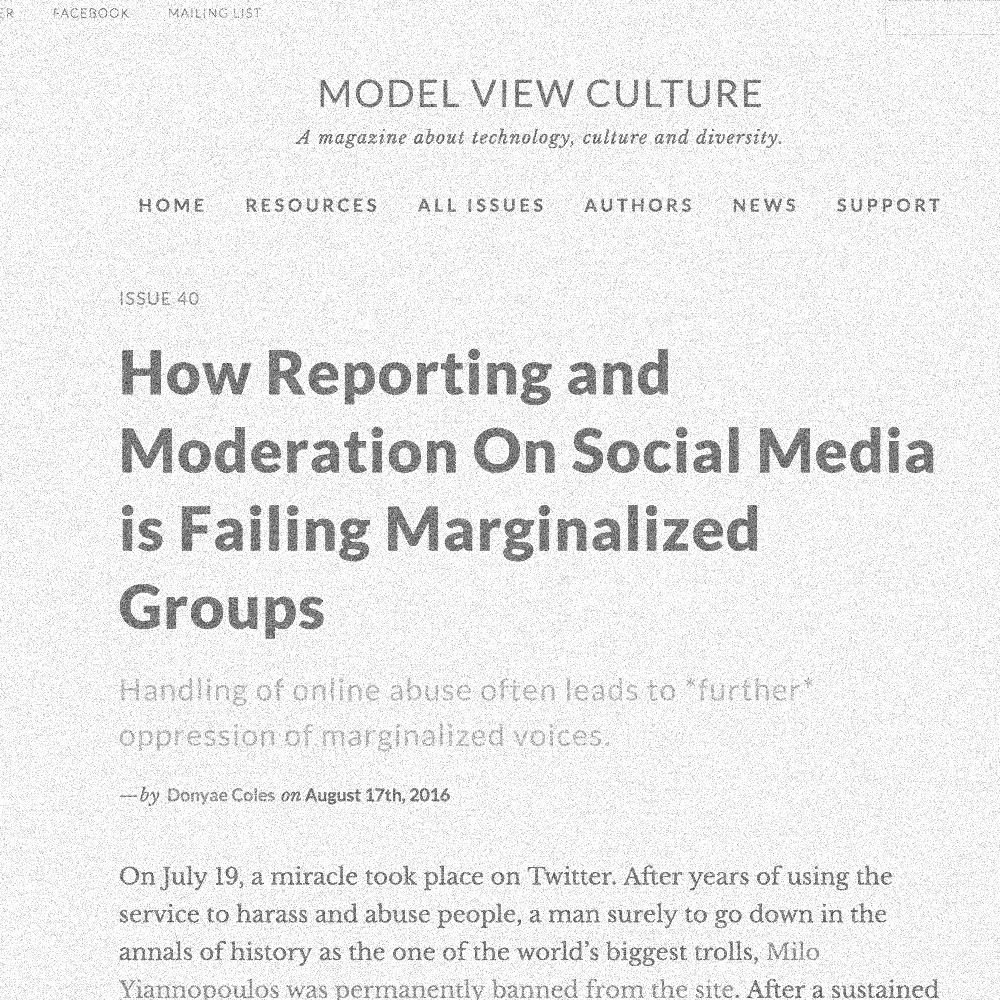 ER FACEBOOK MAILING LIST
MODEL VIEW CULTURE
A magazine about technology, culture and diversity.
HOME RESOURCES ALL ISSUES AUTHORS NEWS SUPPORT
ISSUE 40
How Reporting and
Moderation On Social Media
is Failing Marginalized
Groups
Handling of online abuse often leads to *further*
oppression of marginalized voices.
—by Donyae Coles on August 17th, 2016
On July 19, a miracle took place on Twitter. After years of using the
service to harass and abuse people, a man surely to go down in the
annals of history as the one of the world's biggest trolls, Milo
Yiannopoulos was permanently banned from the site. After a sustained